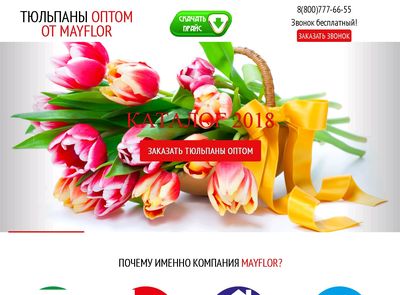 ТЮЛЬПАНЫ ОПТОМ
ОТ MAYFLOR
СКАЧАТЬ
ПРАЙС
8(800)777-66-55
Звонок бесплатный!
ЗАКАЗАТЬ ЗВОНОК
КАТАЛОГ 2018
ЗАКАЗАТЬ ТЮЛЬПАНЫ ОПТОМ
ПОЧЕМУ ИМЕННО КОМПАНИЯ MAYFLOR?